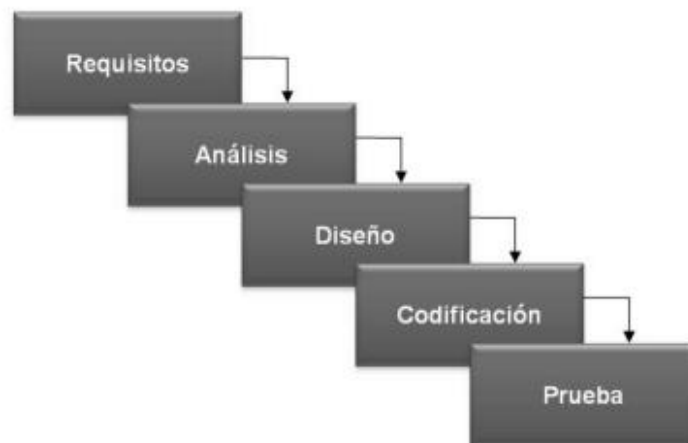 Requisitos
Análisis
Diseño
Codificación
Prueba